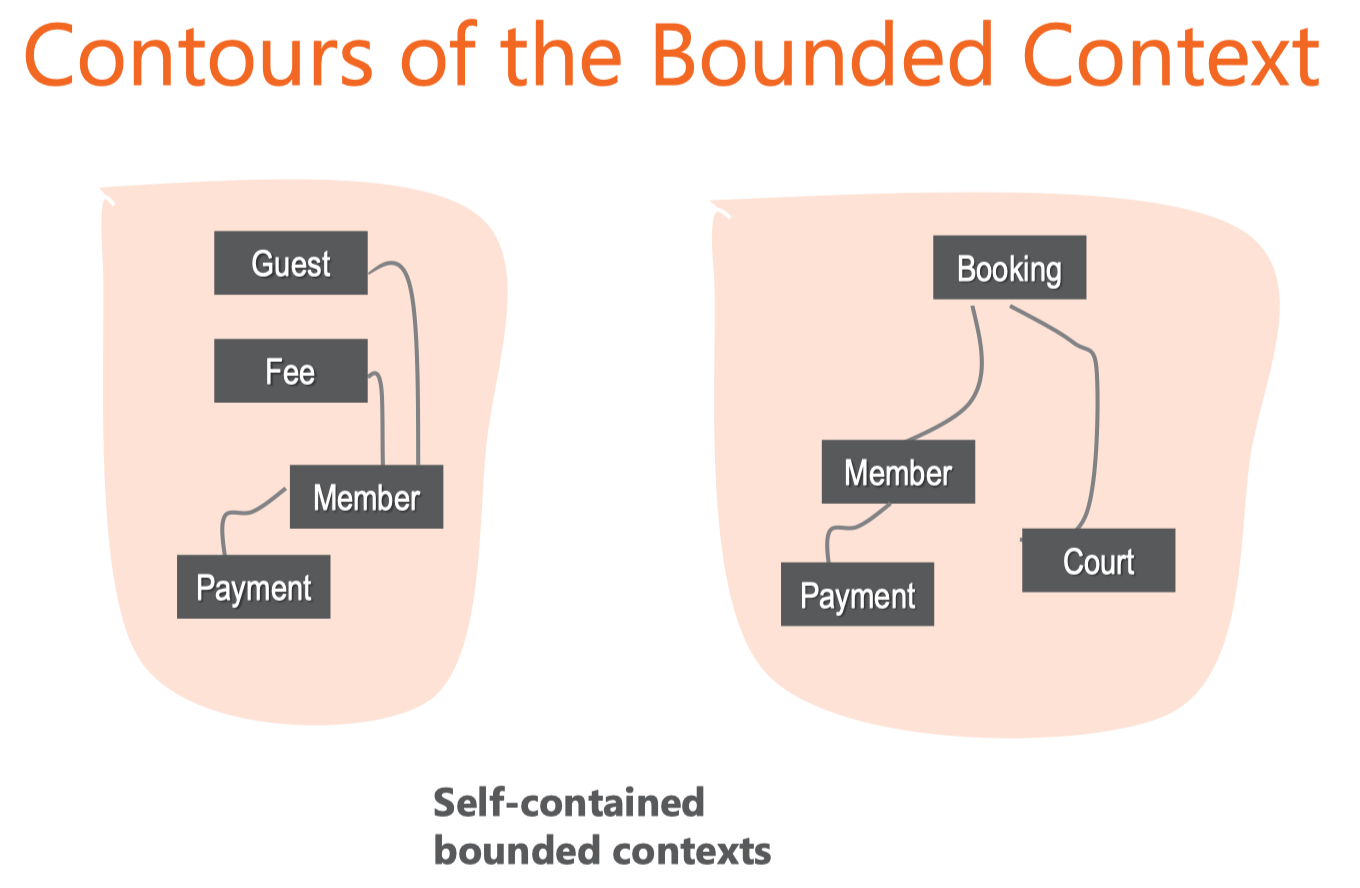 Contours of the Bounded Context
Guest
Fee
Member
Payment
Booking
Member
Payment
Court
Self-contained
bounded contexts